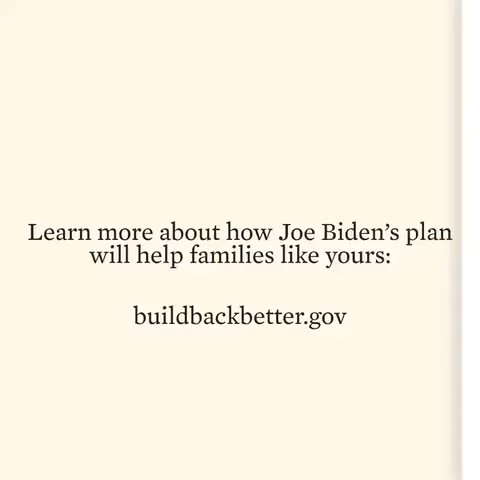 Learn more about how Joe Biden’s plan
will help families like yours:
buildbackbetter.gov